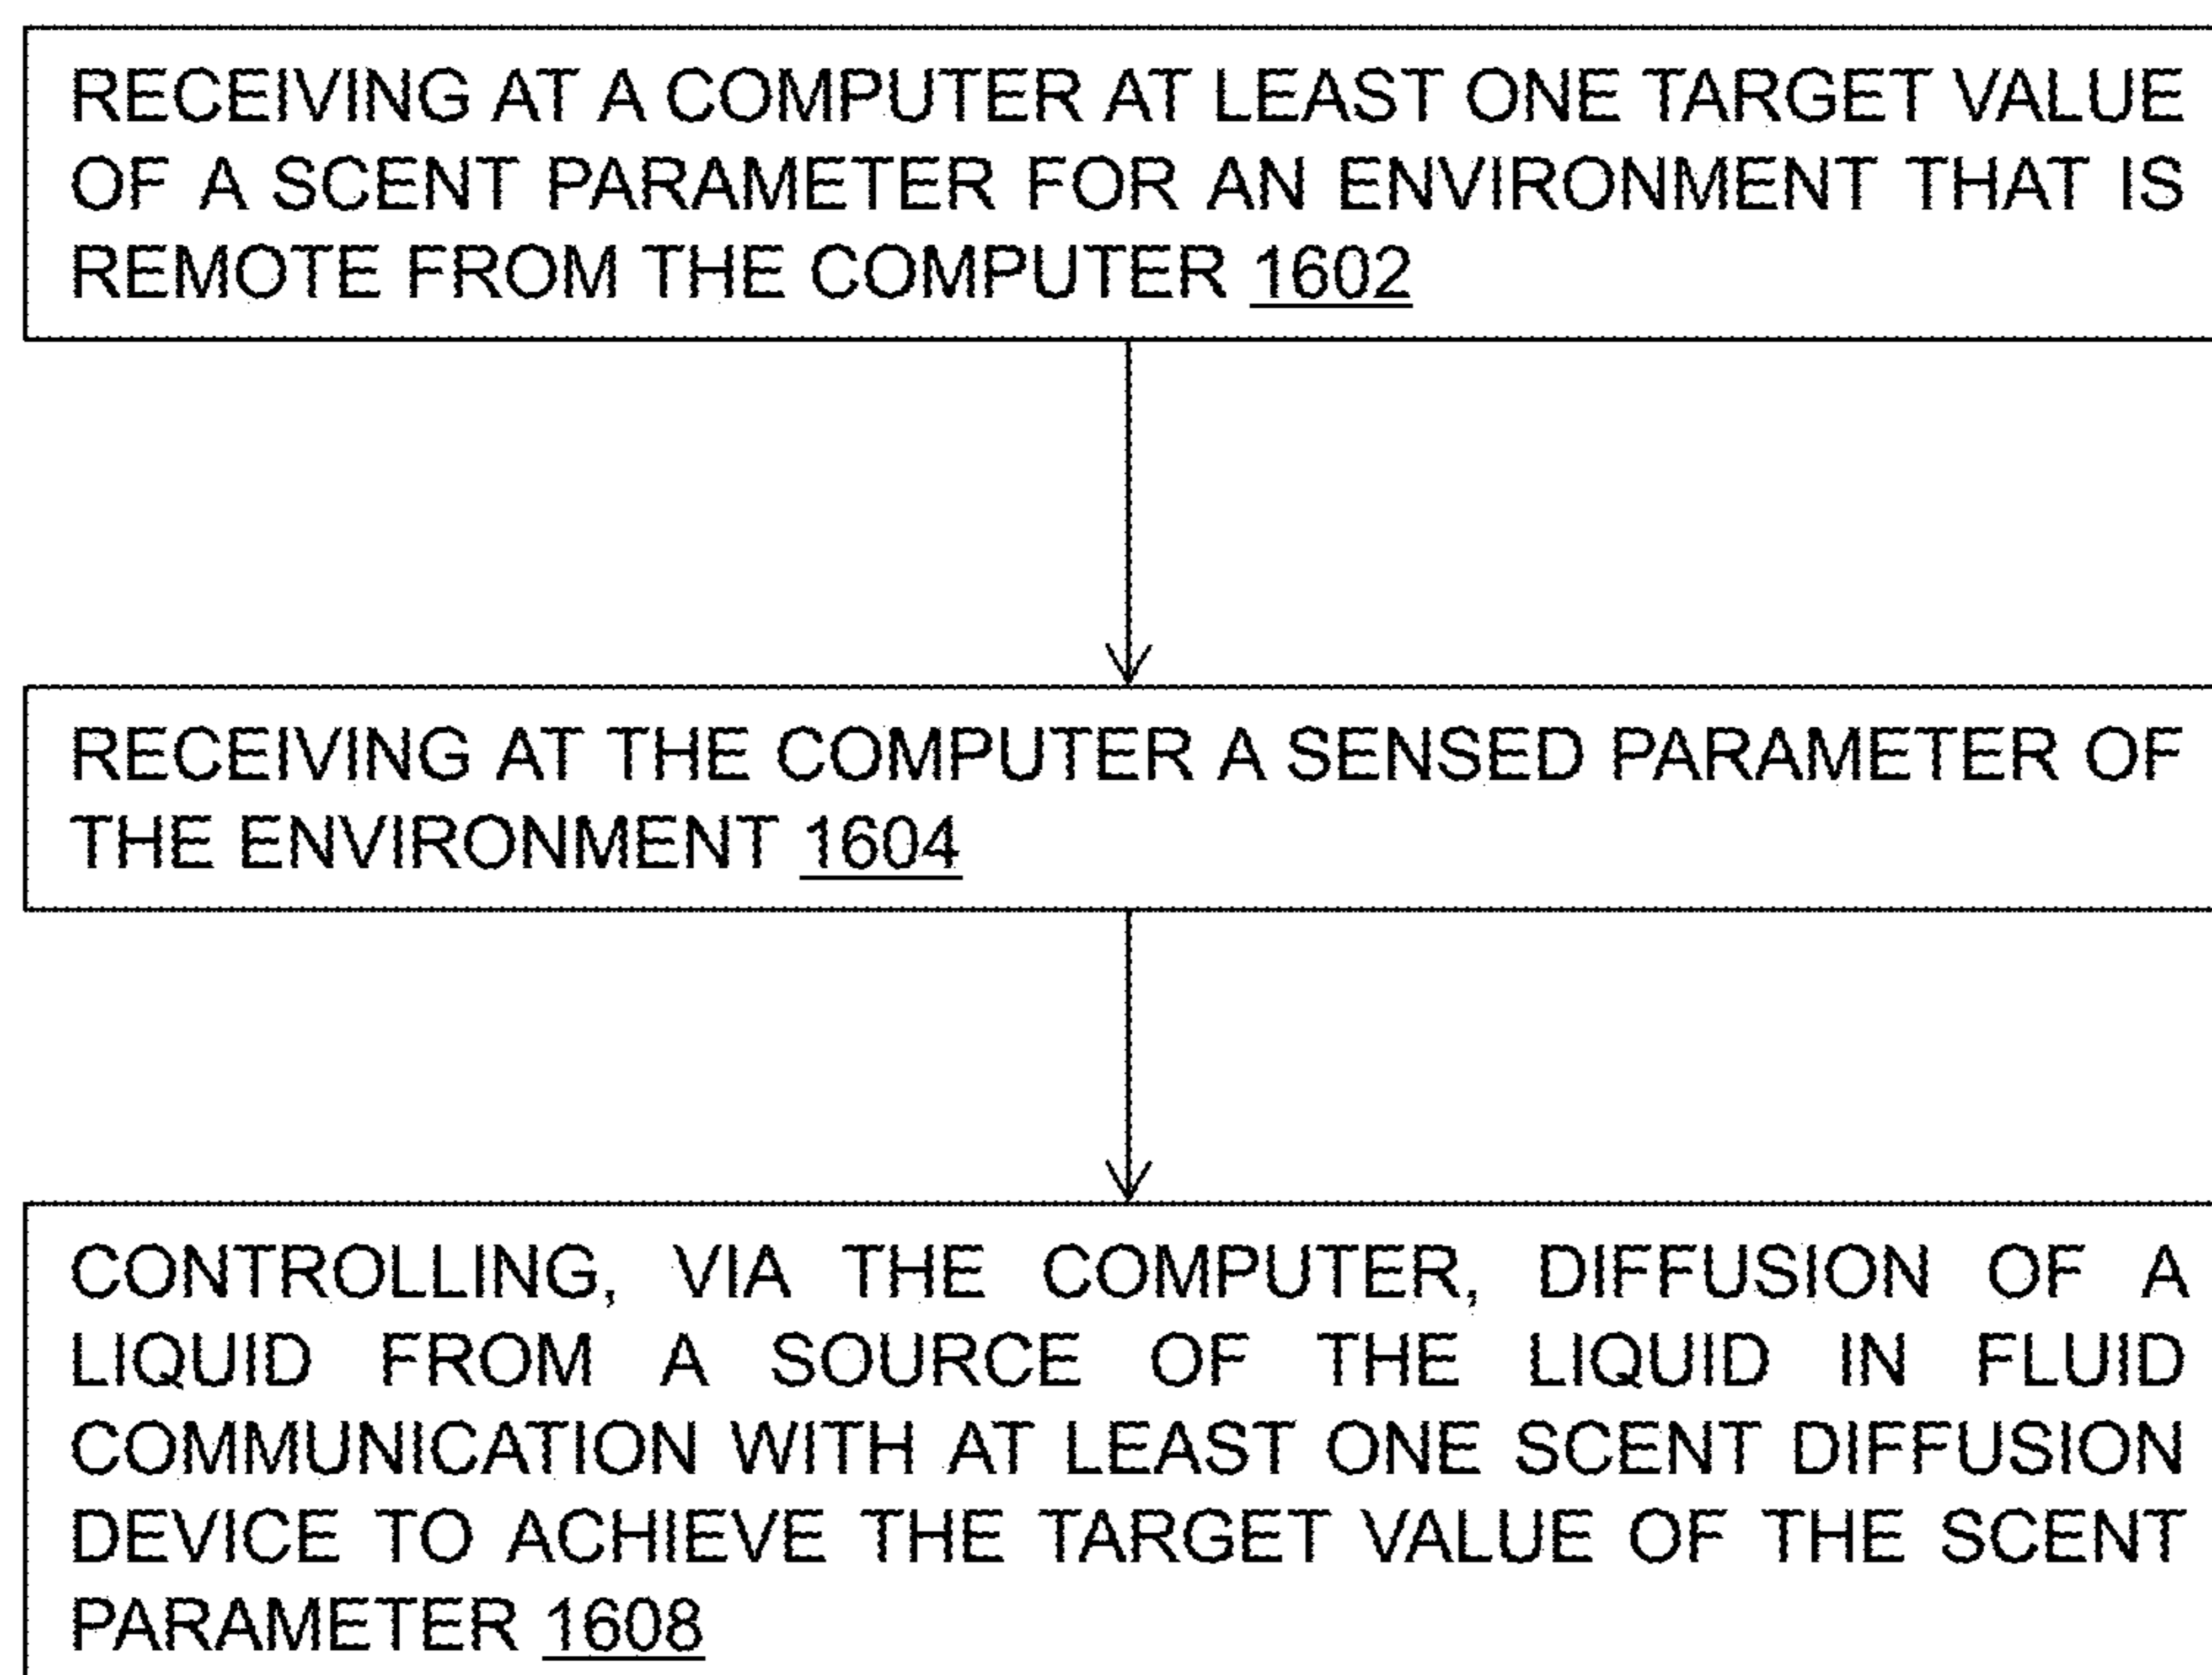 RECEIVING AT A COMPUTER AT LEAST ONE TARGET VALUE
OF A SCENT PARAMETER FOR AN ENVIRONMENT THAT IS
REMOTE FROM THE COMPUTER 1602
RECEIVING AT THE COMPUTER A SENSED PARAMETER OF
THE ENVIRONMENT 1604
CONTROLLING, VIA THE COMPUTER, DIFFUSION OF A
LIQUID FROM A SOURCE OF THE LIQUID IN FLUID
COMMUNICATION WITH AT LEAST ONE SCENT DIFFUSION
DEVICE TO ACHIEVE THE TARGET VALUE OF THE SCENT
PARAMETER 1608